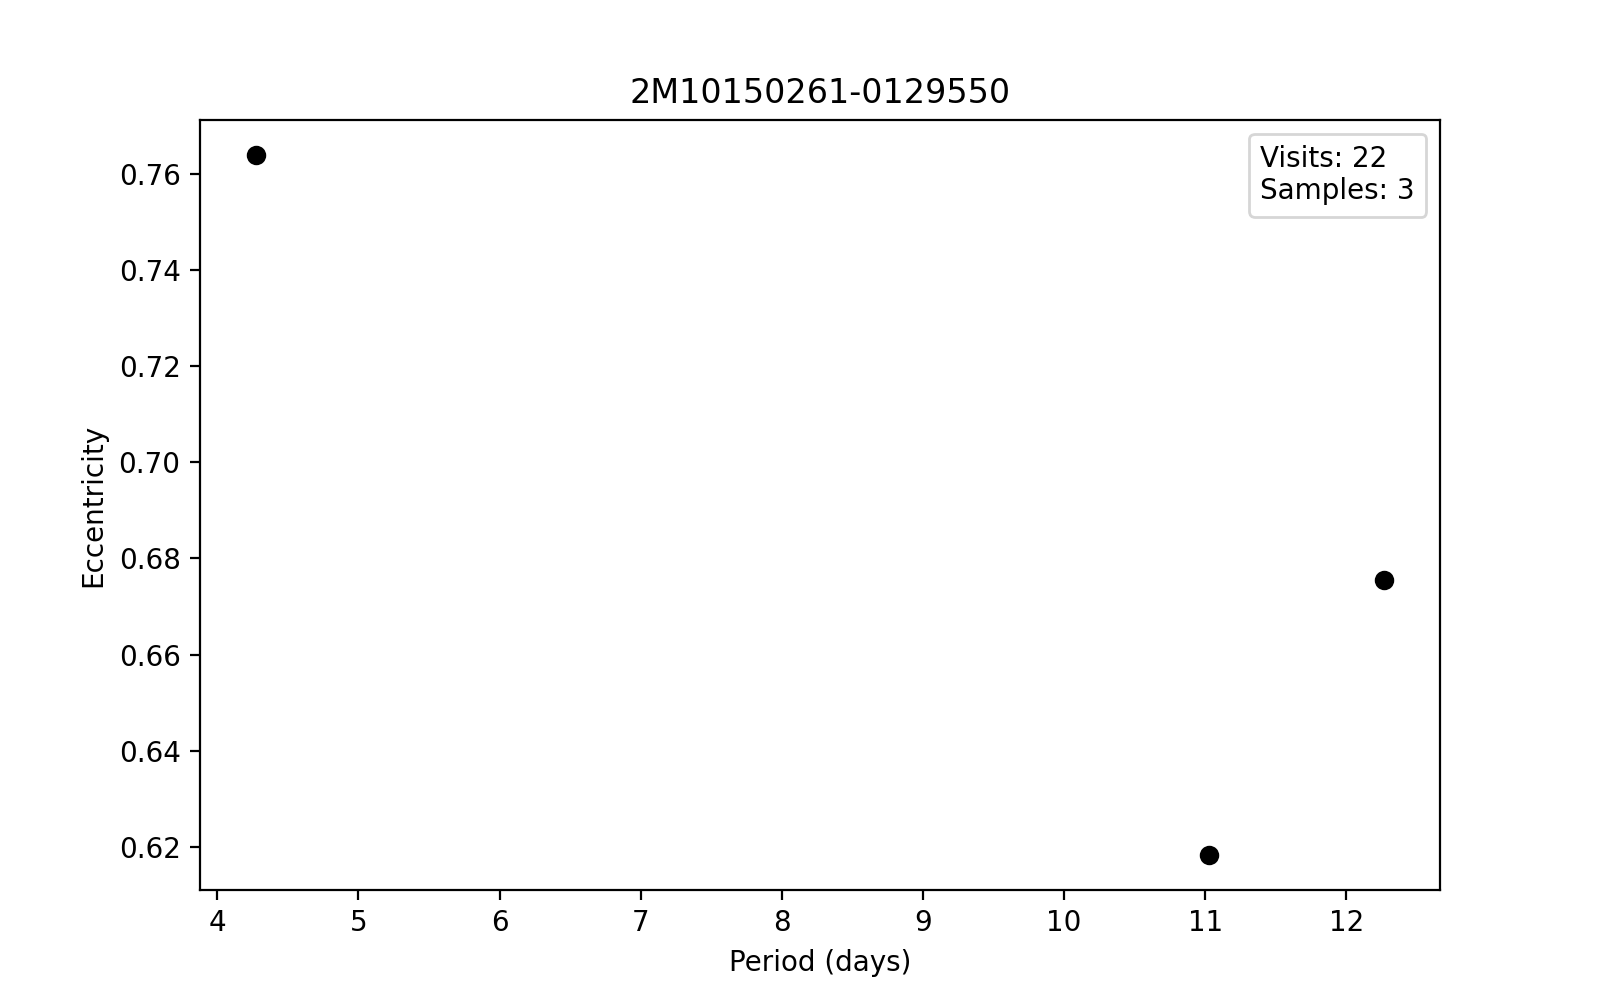 2M10150261-0129550
Visits: 22
Samples: 3
Eccentricity
0.76
0.74
0.72
0.70
0.68
0.66
0.64
0.62
4 5 6 7 8 9 10 11 12
Period (days)